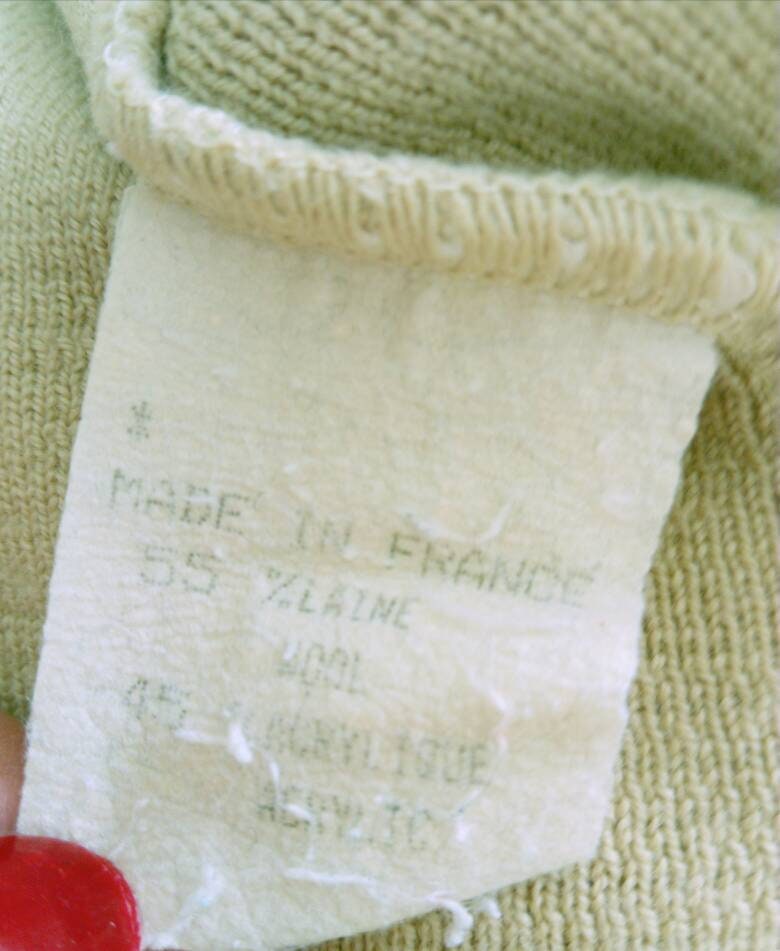 *
MADE IN FRANCE
55 %LAINE
WOOL
45 % ACRYLIQUE
ACRYLIC